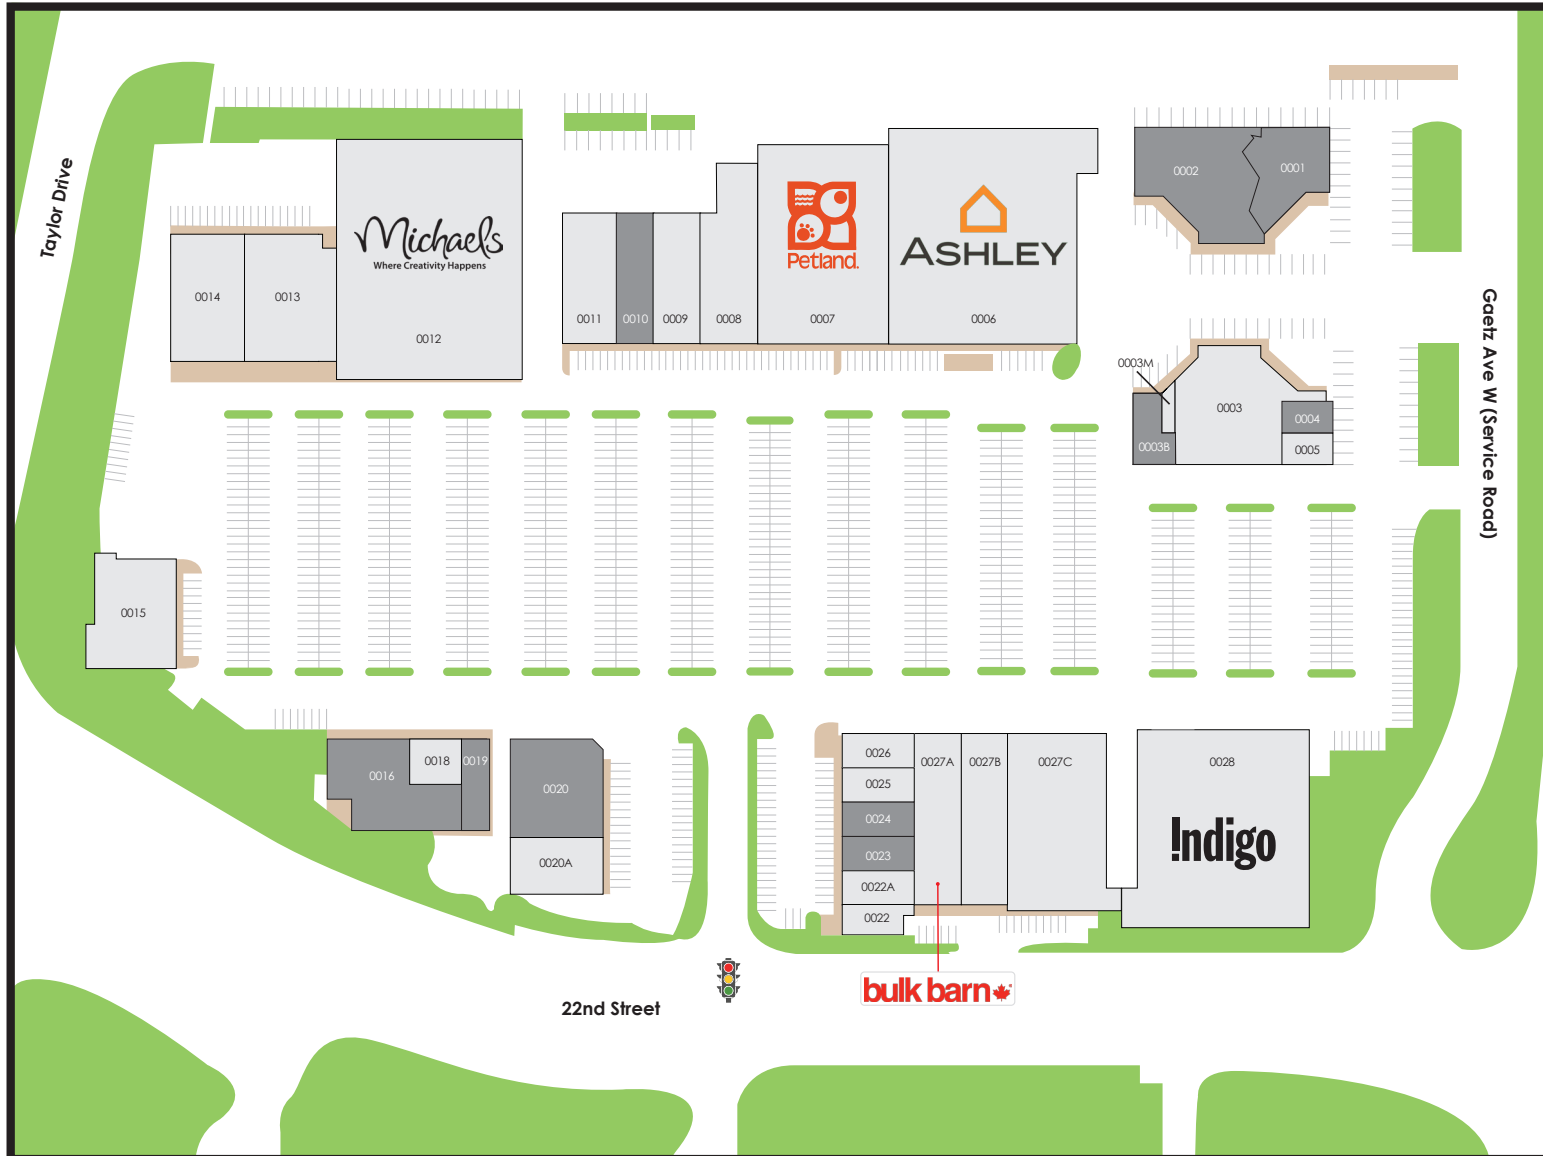 Taylor Drive
Michaels
Where Creativity Happens
0014
0013
0012
Petland.
ASHLEY
0011
0010
0009
0008
0007
0006
0002
0001
Gaetz Ave W (Service Road)
0003M
0003
0004
0003B
0005
0015
0016
0018
0019
0020
0020A
0026
0025
0024
0023
0022A
0022
0027A
0027B
0027C
0028
Indigo
bulk barn
22nd Street